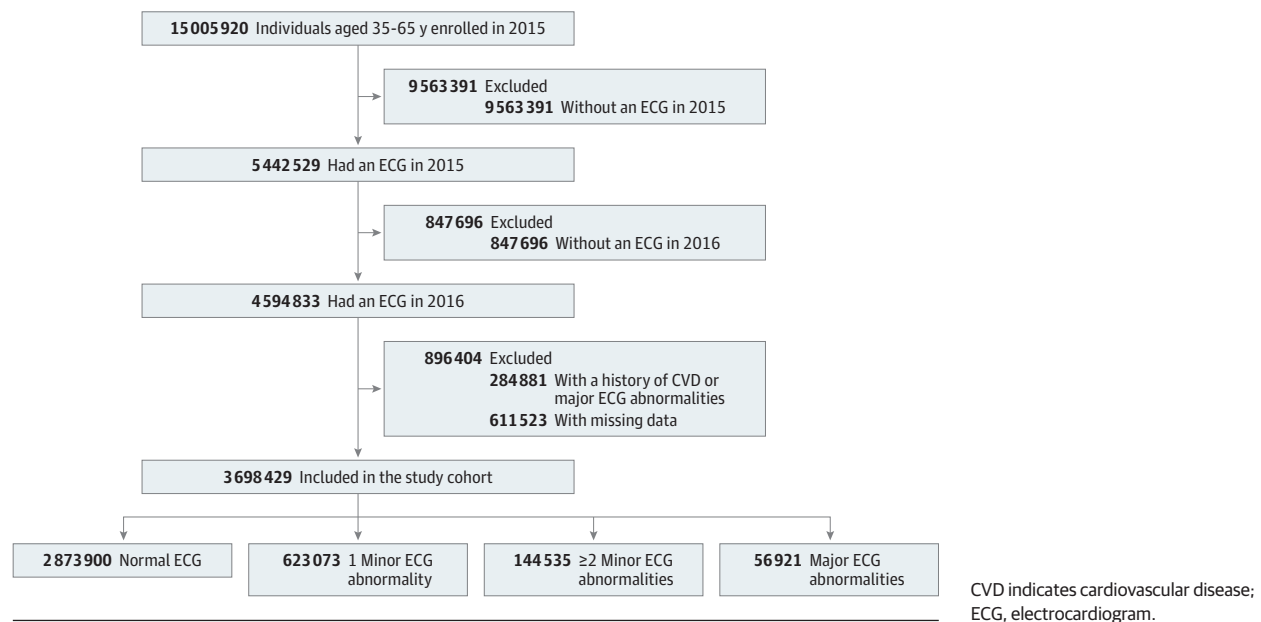 15005920 Individuals aged 35-65 y enrolled in 2015
9563391 Excluded
9563391 Without an ECG in 2015
5442529 Had an ECG in 2015
847696 Excluded
847696 Without an ECG in 2016
4594833 Had an ECG in 2016
896404 Excluded
284881 With a history of CVD or
major ECG abnormalities
611523 With missing data
3698429 Included in the study cohort
2873900 Normal ECG
623073 1 Minor ECG
abnormality
144535 ≥2 Minor ECG
abnormalities
56921 Major ECG
abnormalities
CVD indicates cardiovascular disease;
ECG, electrocardiogram.